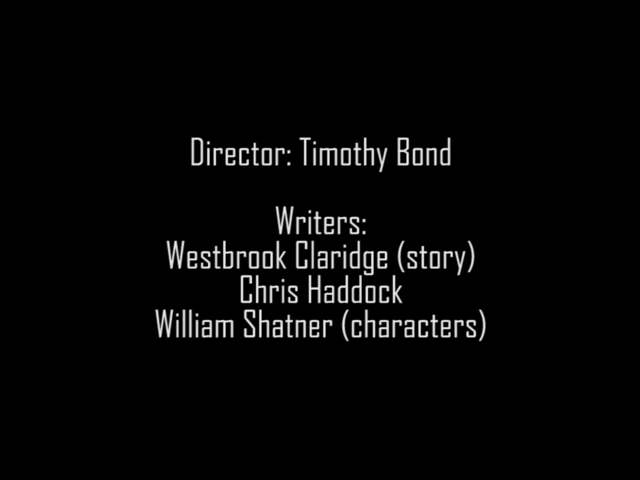 Director: Timothy Bond
Writers:
Westbrook Claridge (story)
Chris Haddock
William Shatner (characters)